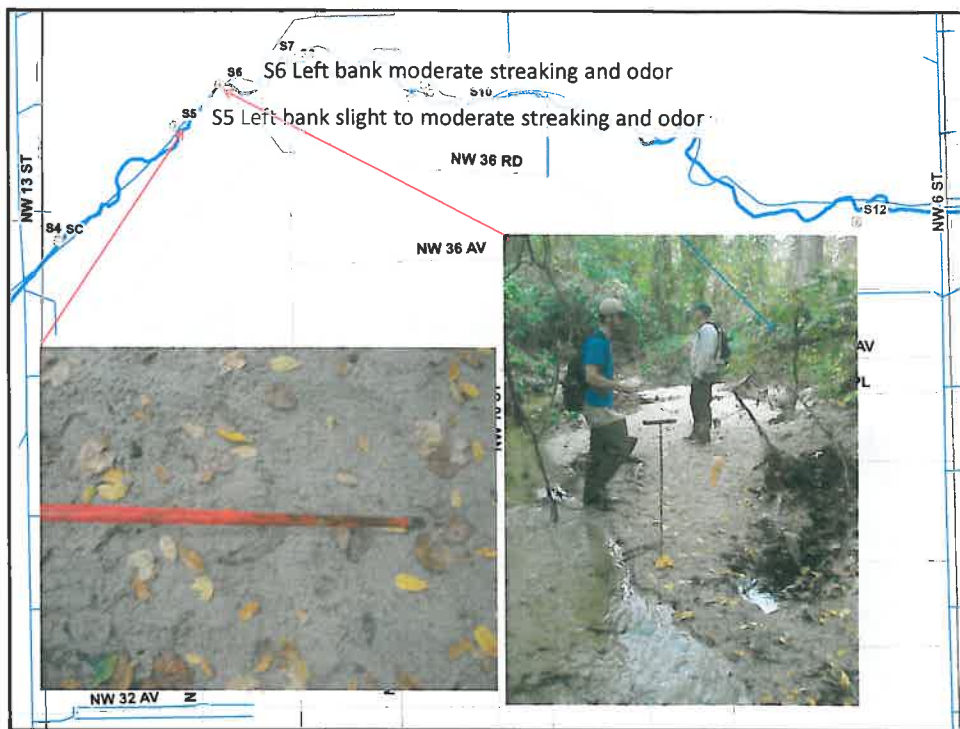 S7
S6
S6 Left bank moderate streaking and odor
S10
S5
S5 Left bank slight to moderate streaking and odor
NW 36 RD
NW 13 ST
NW 6 ST
S12
S4 SC
NW 36 AV
AV
PL
NW 32 AV